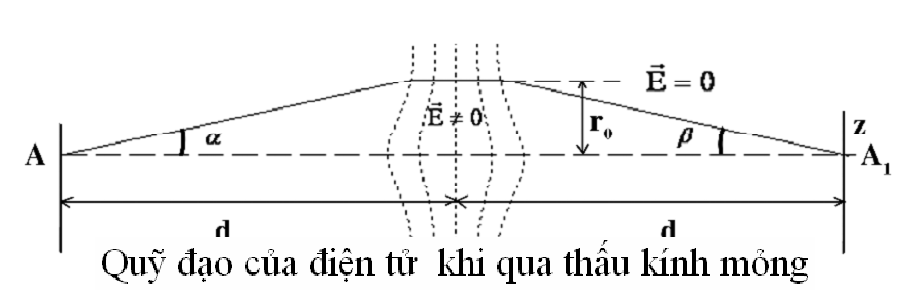 E⃗ = 0
E⃗ ≠ 0
A α r₀ β z
A₁
d d
Quỹ đạo của điện tử khi qua thấu kính mỏng